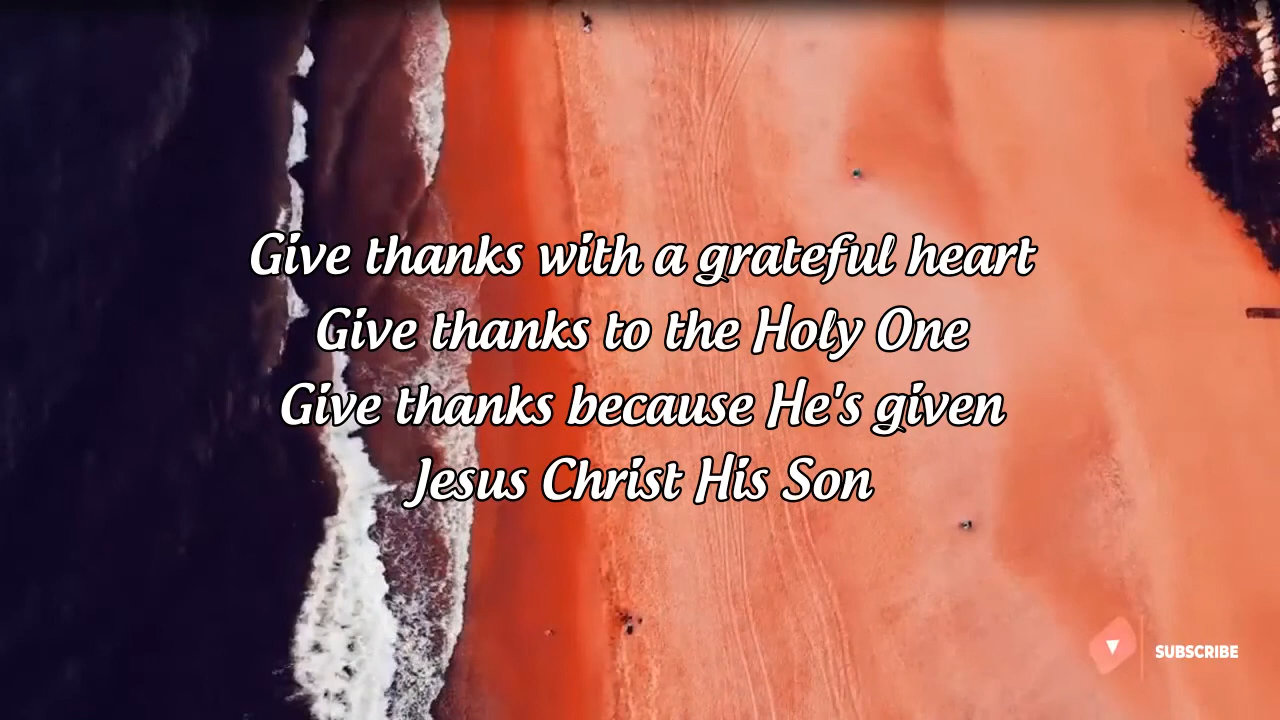 Give thanks with a grateful heart
Give thanks to the Holy One
Give thanks because He's given
Jesus Christ His Son
SUBSCRIBE